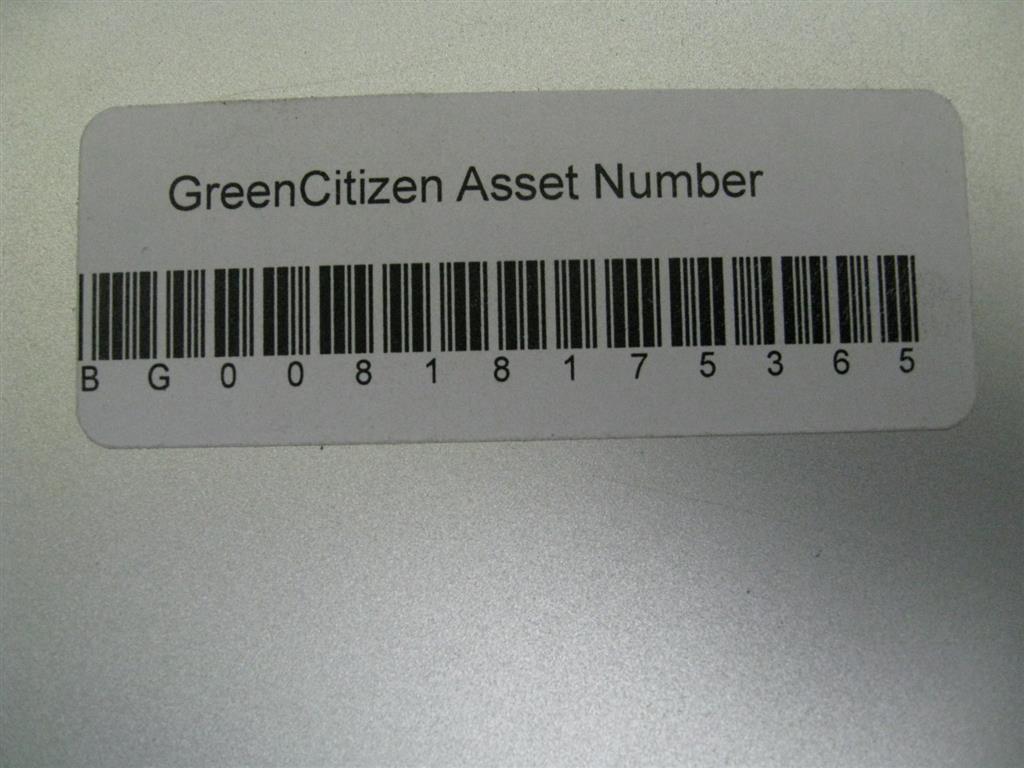 GreenCitizen Asset Number
B G 0 0 8 1 8 1 7 5 3 6 5